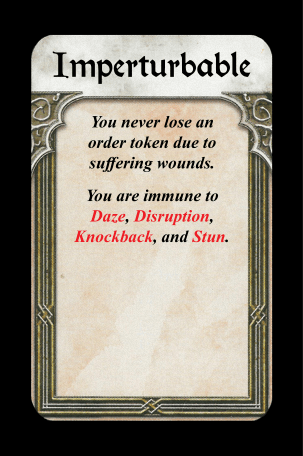 Imperturbable
You never lose an
order token due to
suffering wounds.
You are immune to
Daze, Disruption,
Knockback, and Stun.